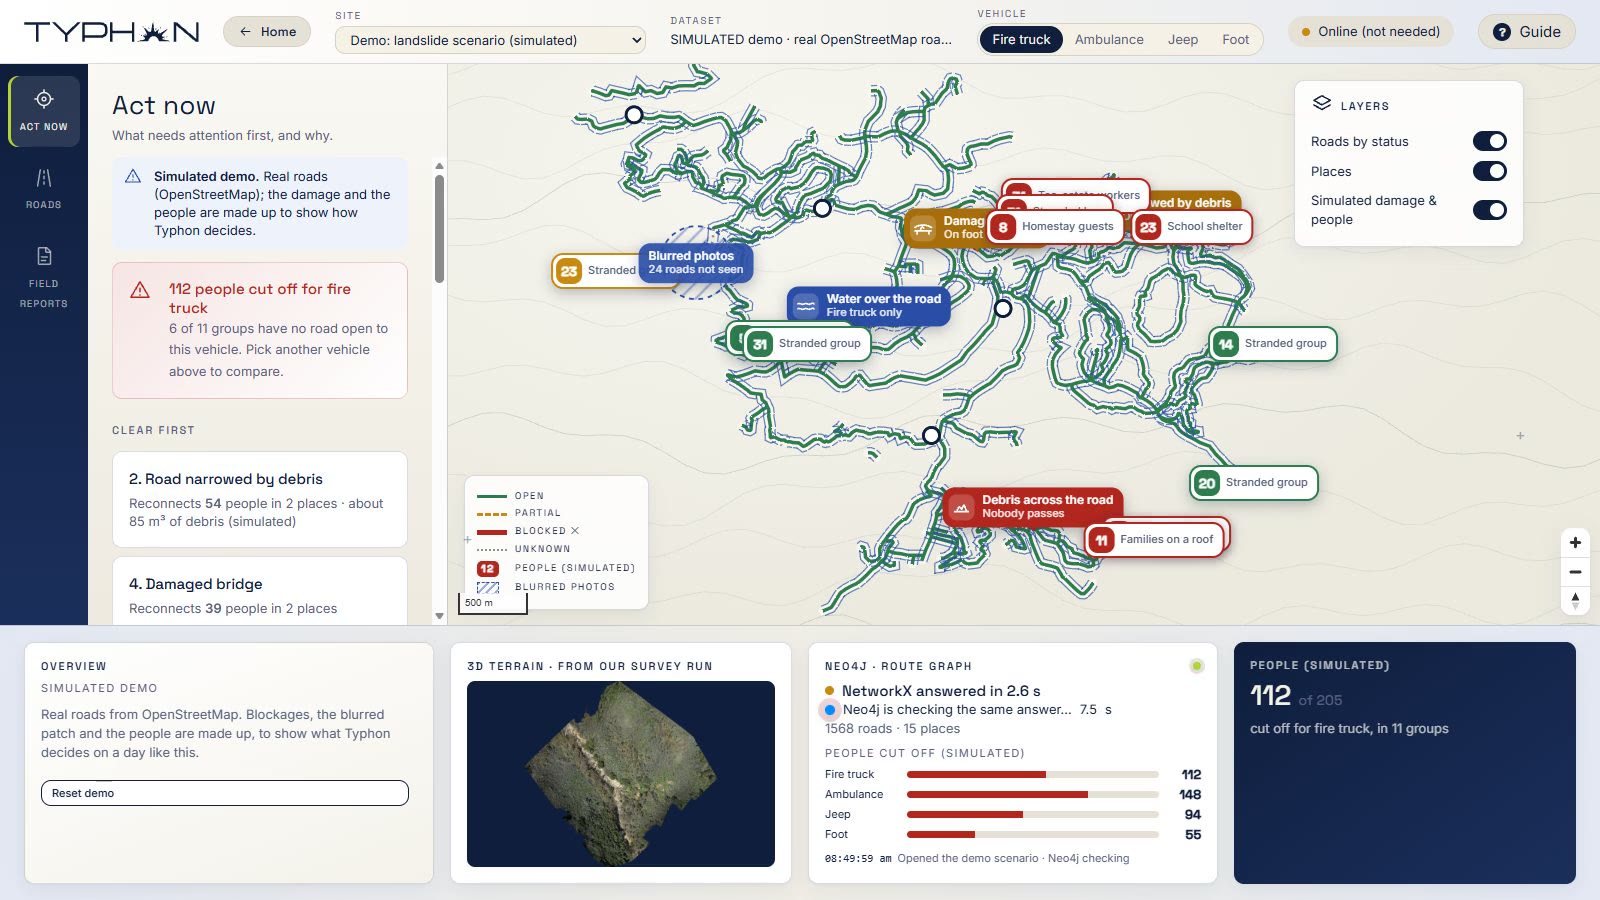 TYPHON
← Home
SITE
Demo: landslide scenario (simulated)
DATASET
SIMULATED demo · real OpenStreetMap roa...
VEHICLE
Fire truck
Ambulance
Jeep
Foot
Online (not needed)
? Guide
ACT NOW
ROADS
FIELD
REPORTS
Act now
What needs attention first, and why.
Simulated demo. Real roads
(OpenStreetMap); the damage and the
people are made up to show how
Typhon decides.
112 people cut off for fire
truck
6 of 11 groups have no road open to
this vehicle. Pick another vehicle
above to compare.
CLEAR FIRST
2. Road narrowed by debris
Reconnects 54 people in 2 places · about
85 m³ of debris (simulated)
4. Damaged bridge
Reconnects 39 people in 2 places
LAYERS
Roads by status
Places
Simulated damage &
people
workers
wed by debris
Damag
On foot
8 Homestay guests
23 School shelter
23 Stranded
Blurred photos
24 roads not seen
Water over the road
Fire truck only
31 Stranded group
14 Stranded group
20 Stranded group
Debris across the road
Nobody passes
11 Families on a roof
OPEN
PARTIAL
BLOCKED ✕
UNKNOWN
12 PEOPLE (SIMULATED)
BLURRED PHOTOS
500 m
OVERVIEW
SIMULATED DEMO
Real roads from OpenStreetMap. Blockages, the blurred
patch and the people are made up, to show what Typhon
decides on a day like this.
Reset demo
3D TERRAIN · FROM OUR SURVEY RUN
NEO4J · ROUTE GRAPH
NetworkX answered in 2.6 s
Neo4j is checking the same answer... 7.5 s
1568 roads · 15 places
PEOPLE CUT OFF (SIMULATED)
Fire truck 112
Ambulance 148
Jeep 94
Foot 55
08:49:59 am Opened the demo scenario · Neo4j checking
PEOPLE (SIMULATED)
112 of 205
cut off for fire truck, in 11 groups